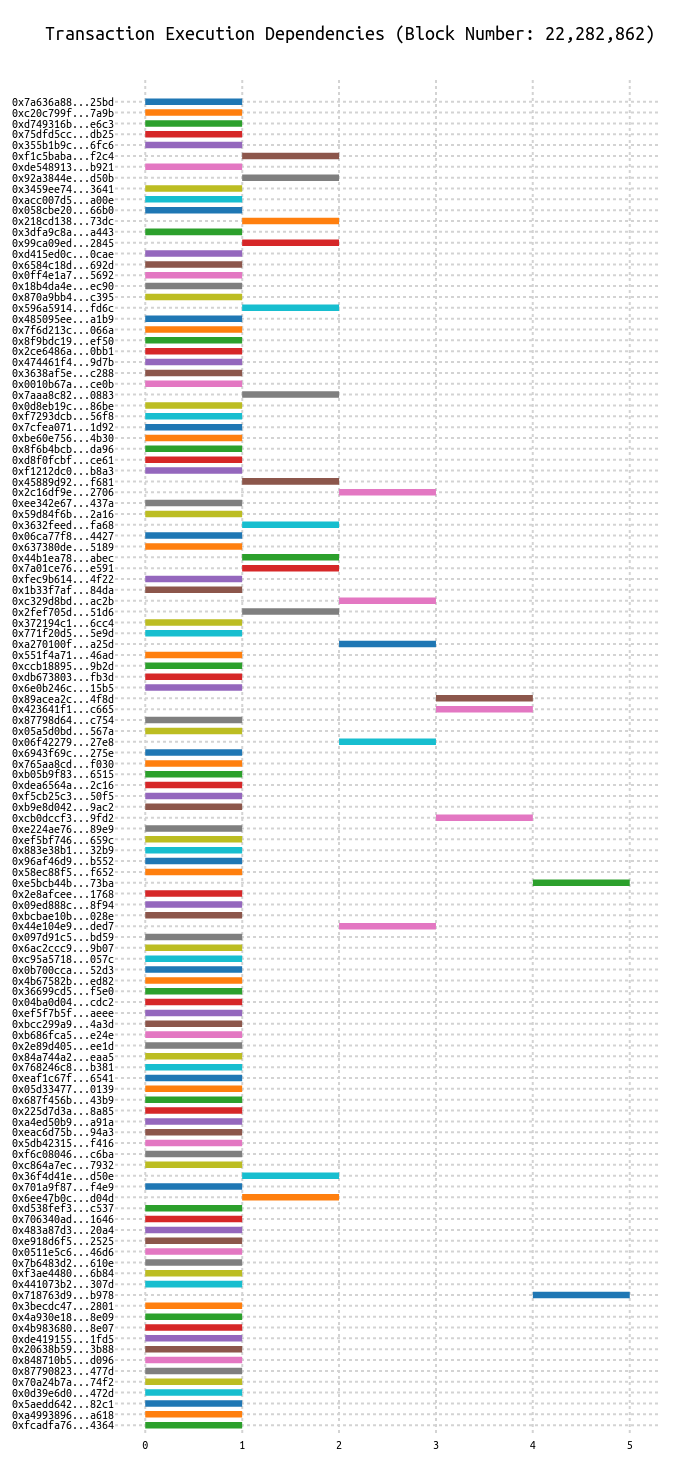 Transaction Execution Dependencies (Block Number: 22,282,862)
0x7a636a88...25bd
0xc20c799f...7a9b
0xd749316b...e6c3
0x75dfd5cc...db25
0x355b1b9c...6fc6
0xf1c5baba...f2c4
0xde548913...b921
0x92a3844e...d50b
0x3459ee74...3641
0xacc007d5...a00e
0x058cbe20...66b0
0x218cd138...73dc
0x3dfa9c8a...a443
0x99ca09ed...2845
0xd415ed0c...0cae
0x6584c18d...692d
0x0ff4e1a7...5692
0x18b4da4e...ec90
0x870a9bb4...c395
0x596a5914...fd6c
0x485095ee...a1b9
0x7f6d213c...066a
0x8f9bdc19...ef50
0x2ce6486a...0bb1
0x474461f4...9d7b
0x3638af5e...c288
0x0010b67a...ce0b
0x7aaa8c82...0883
0x0d8eb19c...86be
0xf7293dcb...56f8
0x7cfea071...1d92
0xbe60e756...4b30
0x8f6b4bcb...da96
0xd8f0fcbf...ce61
0xf1212dc0...b8a3
0x45889d92...f681
0x2c16df9e...2706
0xee342e67...437a
0x59d84f6b...2a16
0x3632feed...fa68
0x06ca77f8...4427
0x637380de...5189
0x44b1ea78...abec
0x7a01ce76...e591
0xfec9b614...4f22
0x1b33f7af...84da
0xc329d8bd...ac2b
0x2fef705d...51d6
0x372194c1...6cc4
0x771f20d5...5e9d
0xa270100f...a25d
0x551f4a71...46ad
0xccb18895...9b2d
0xdb673803...fb3d
0x6e0b246c...15b5
0x89acea2c...4f8d
0x423641f1...c665
0x87798d64...c754
0x05a5d0bd...567a
0x06f42279...27e8
0x6943f69c...275e
0x765aa8cd...f030
0xb05b9f83...6515
0xdea6564a...2c16
0xf5cb25c3...50f5
0xb9e8d042...9ac2
0xcb0dccf3...9fd2
0xe224ae76...89e9
0xef5bf746...659c
0x883e38b1...32b9
0x96af46d9...b552
0x58ec88f5...f652
0xe5bcb44b...73ba
0x2e8afcee...1768
0x09ed888c...8f94
0xbcbae10b...028e
0x44e104e9...ded7
0x097d91c5...bd59
0x6ac2ccc9...9b07
0xc95a5718...057c
0x0b700cca...52d3
0x4b67582b...ed82
0x36699cd5...f5e0
0x04ba0d04...cdc2
0xef5f7b5f...aeee
0xbcc299a9...4a3d
0xb686fca5...e24e
0x2e89d405...ee1d
0x84a744a2...eaa5
0x768246c8...b381
0xeaf1c67f...6541
0x05d33477...0139
0x687f456b...43b9
0x225d7d3a...8a85
0xa4ed50b9...a91a
0xeac6d75b...94a3
0x5db42315...f416
0xf6c08046...c6ba
0xc864a7ec...7932
0x36f4d41e...d50e
0x701a9f87...f4e9
0x6ee47b0c...d04d
0xd538fef3...c537
0x706340ad...1646
0x483a87d3...20a4
0xe918d6f5...2525
0x0511e5c6...46d6
0x7b6483d2...610e
0xf3ae4480...6b84
0x441073b2...307d
0x718763d9...b978
0x3becdc47...2801
0x4a930e18...8e09
0x4b983680...8e07
0xde419155...1fd5
0x20638b59...3b88
0x848710b5...d096
0x87790823...477d
0x70a24b7a...74f2
0x0d39e6d0...472d
0x5aedd642...82c1
0xa4993896...a618
0xfcadfa76...4364
0 1 2 3 4 5